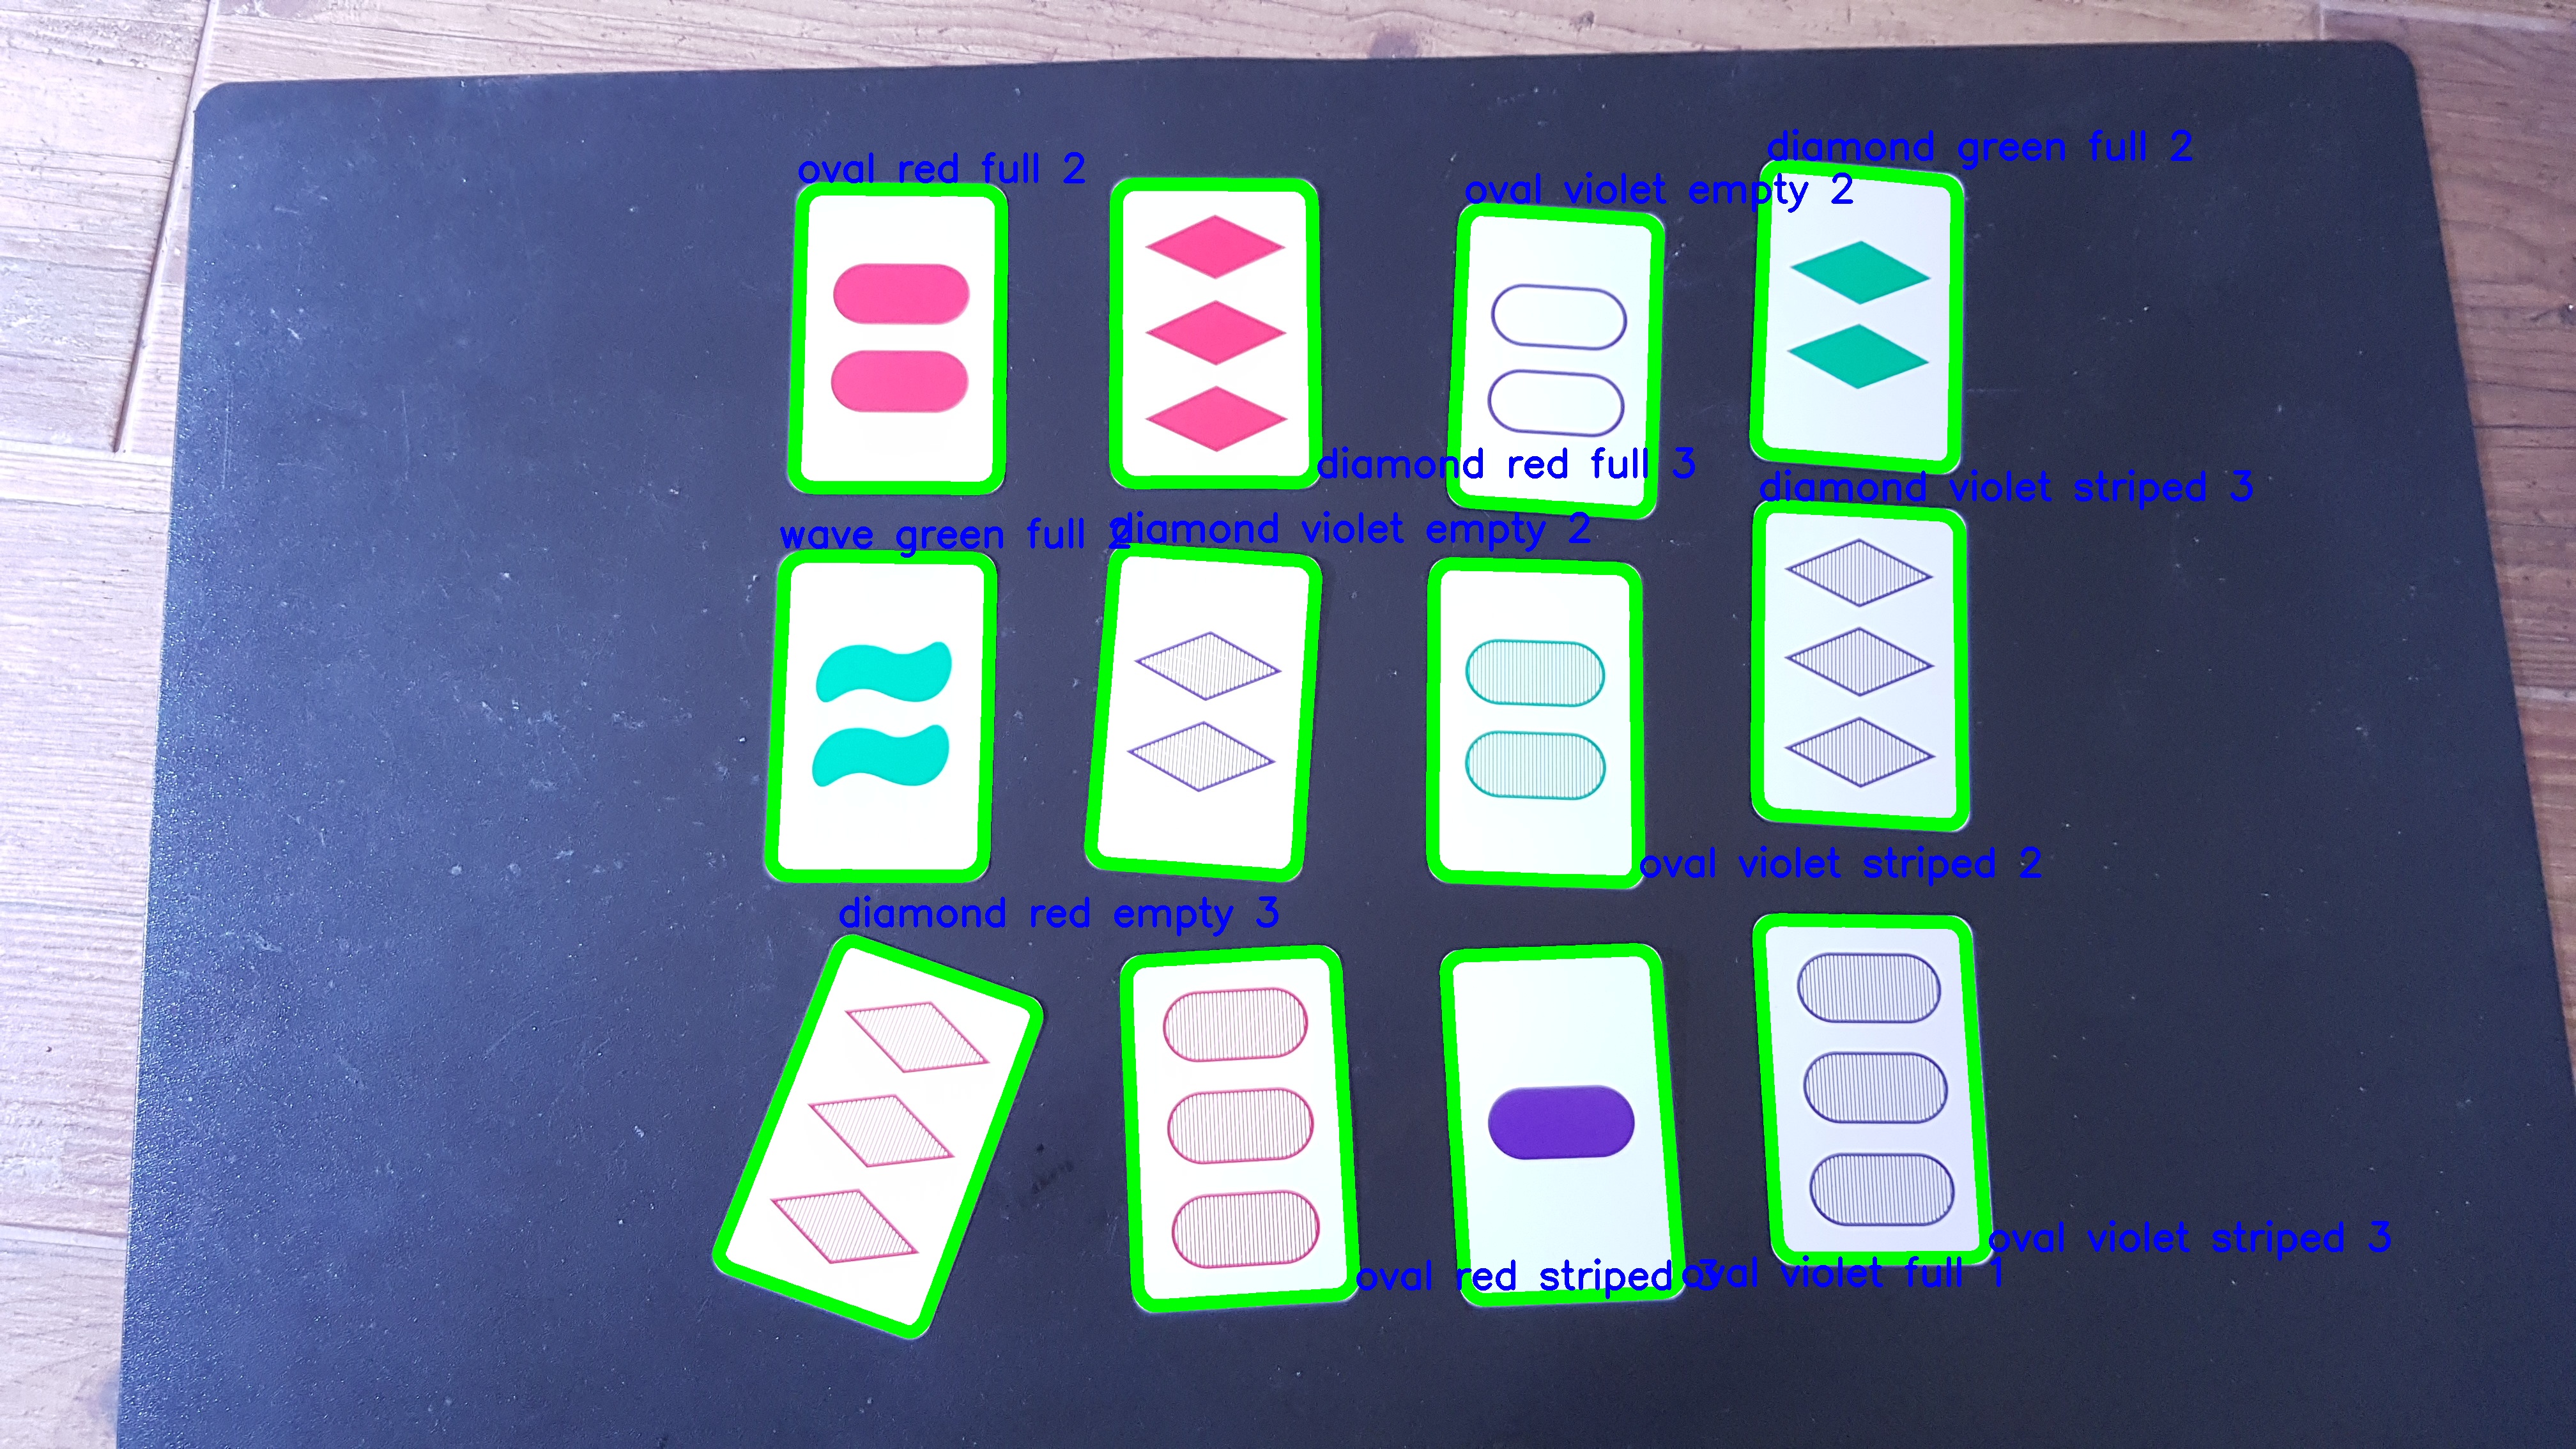 oval red full 2
diamond green full 2
oval violet empty 2
diamond red full 3
diamond violet striped 3
wave green full 2
diamond violet empty 2
oval violet striped 2
diamond red empty 3
oval violet striped 3
oval red striped 3
oval violet full 1